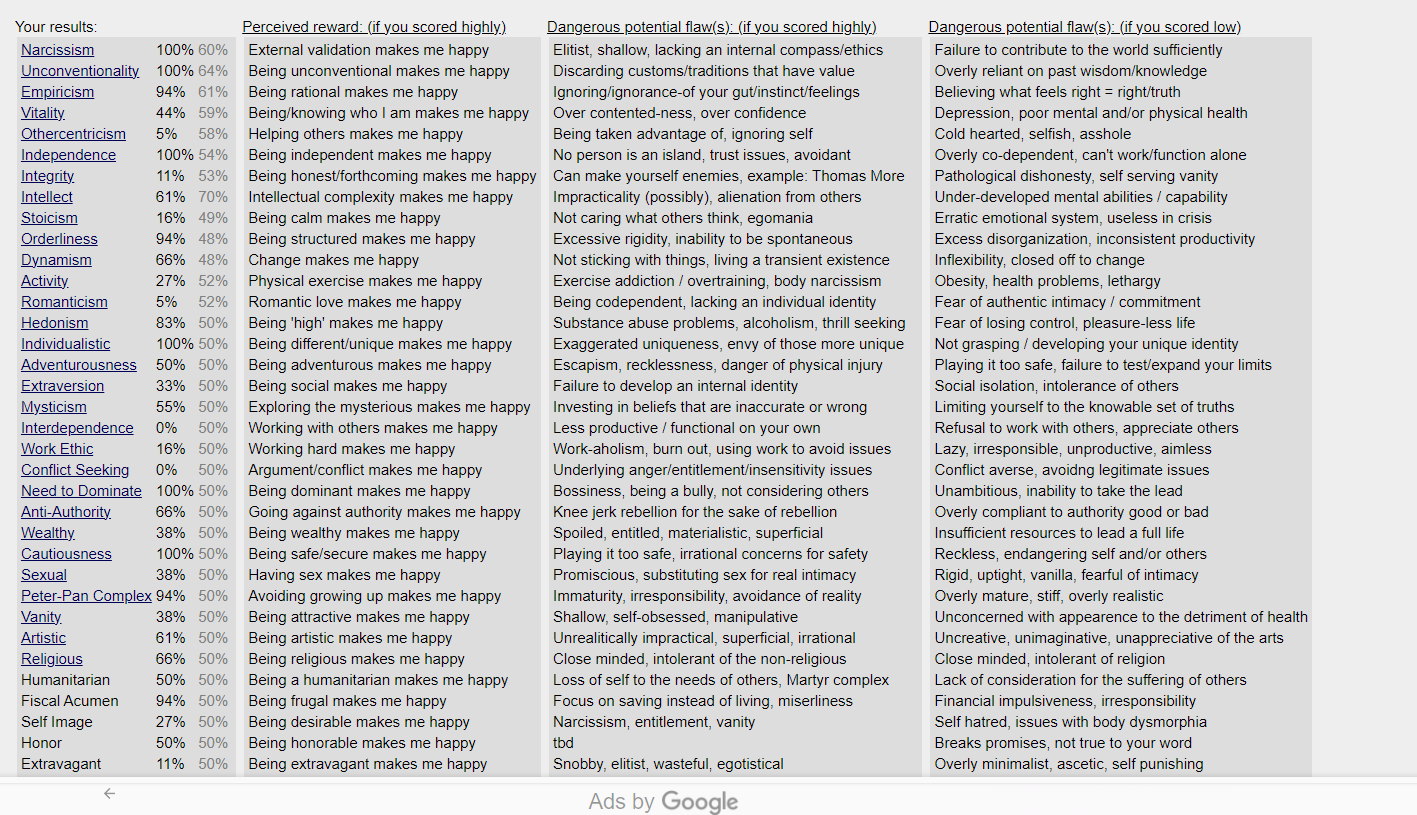 Your results: Perceived reward: (if you scored highly) Dangerous potential flaw(s): (if you scored highly) Dangerous potential flaw(s): (if you scored low)
Narcissism 100% 60% External validation makes me happy Elitist, shallow, lacking an internal compass/ethics Failure to contribute to the world sufficiently
Unconventionality 100% 64% Being unconventional makes me happy Discarding customs/traditions that have value Overly reliant on past wisdom/knowledge
Empiricism 94% 61% Being rational makes me happy Ignoring/ignorance-of your gut/instinct/feelings Believing what feels right = right/truth
Vitality 44% 59% Being/knowing who I am makes me happy Over contented-ness, over confidence Depression, poor mental and/or physical health
Othercentricism 5% 58% Helping others makes me happy Being taken advantage of, ignoring self Cold hearted, selfish, asshole
Independence 100% 54% Being independent makes me happy No person is an island, trust issues, avoidant Overly co-dependent, can't work/function alone
Integrity 11% 53% Being honest/forthcoming makes me happy Can make yourself enemies, example: Thomas More Pathological dishonesty, self serving vanity
Intellect 61% 70% Intellectual complexity makes me happy Impracticality (possibly), alienation from others Under-developed mental abilities / capability
Stoicism 16% 49% Being calm makes me happy Not caring what others think, egomania Erratic emotional system, useless in crisis
Orderliness 94% 48% Being structured makes me happy Excessive rigidity, inability to be spontaneous Excess disorganization, inconsistent productivity
Dynamism 66% 48% Change makes me happy Not sticking with things, living a transient existence Inflexibility, closed off to change
Activity 27% 52% Physical exercise makes me happy Exercise addiction / overtraining, body narcissism Obesity, health problems, lethargy
Romanticism 5% 52% Romantic love makes me happy Being codependent, lacking an individual identity Fear of authentic intimacy / commitment
Hedonism 83% 50% Being 'high' makes me happy Substance abuse problems, alcoholism, thrill seeking Fear of losing control, pleasure-less life
Individualistic 100% 50% Being different/unique makes me happy Exaggerated uniqueness, envy of those more unique Not grasping / developing your unique identity
Adventurousness 50% 50% Being adventurous makes me happy Escapism, recklessness, danger of physical injury Playing it too safe, failure to test/expand your limits
Extraversion 33% 50% Being social makes me happy Failure to develop an internal identity Social isolation, intolerance of others
Mysticism 55% 50% Exploring the mysterious makes me happy Investing in beliefs that are inaccurate or wrong Limiting yourself to the knowable set of truths
Interdependence 0% 50% Working with others makes me happy Less productive / functional on your own Refusal to work with others, appreciate others
Work Ethic 16% 50% Working hard makes me happy Work-aholism, burn out, using work to avoid issues Lazy, irresponsible, unproductive, aimless
Conflict Seeking 0% 50% Argument/conflict makes me happy Underlying anger/entitlement/insensitivity issues Conflict averse, avoidng legitimate issues
Need to Dominate 100% 50% Being dominant makes me happy Bossiness, being a bully, not considering others Unambitious, inability to take the lead
Anti-Authority 66% 50% Going against authority makes me happy Knee jerk rebellion for the sake of rebellion Overly compliant to authority good or bad
Wealthy 38% 50% Being wealthy makes me happy Spoiled, entitled, materialistic, superficial Insufficient resources to lead a full life
Cautiousness 100% 50% Being safe/secure makes me happy Playing it too safe, irrational concerns for safety Reckless, endangering self and/or others
Sexual 38% 50% Having sex makes me happy Promiscious, substituting sex for real intimacy Rigid, uptight, vanilla, fearful of intimacy
Peter-Pan Complex 94% 50% Avoiding growing up makes me happy Immaturity, irresponsibility, avoidance of reality Overly mature, stiff, overly realistic
Vanity 38% 50% Being attractive makes me happy Shallow, self-obsessed, manipulative Unconcerned with appearence to the detriment of health
Artistic 61% 50% Being artistic makes me happy Unrealitically impractical, superficial, irrational Uncreative, unimaginative, unappreciative of the arts
Religious 66% 50% Being religious makes me happy Close minded, intolerant of the non-religious Close minded, intolerant of religion
Humanitarian 50% 50% Being a humanitarian makes me happy Loss of self to the needs of others, Martyr complex Lack of consideration for the suffering of others
Fiscal Acumen 94% 50% Being frugal makes me happy Focus on saving instead of living, miserliness Financial impulsiveness, irresponsibility
Self Image 27% 50% Being desirable makes me happy Narcissism, entitlement, vanity Self hatred, issues with body dysmorphia
Honor 50% 50% Being honorable makes me happy tbd Breaks promises, not true to your word
Extravagant 11% 50% Being extravagant makes me happy Snobby, elitist, wasteful, egotistical Overly minimalist, ascetic, self punishing
Ads by Google